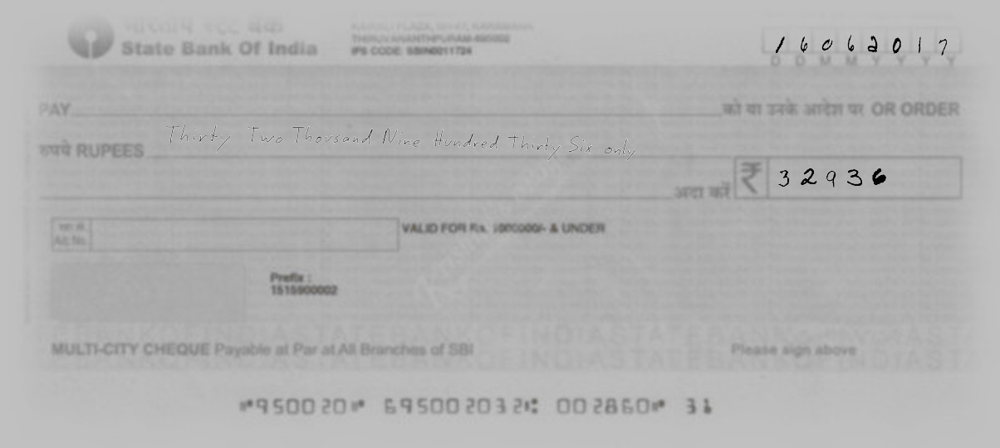 भारतीय स्टेट बैंक
State Bank Of India
THIRUVANANTHPURAM-695002
IFS CODE: SBIN0011724
16062017
D D M M Y Y Y Y
PAY को या उनके आदेश पर OR ORDER
रुपये RUPEES Thirty Two Thousand Nine Hundred Thirty Six only
अदा करें ₹ 32936
A/c No.
VALID FOR Rs. 1000000/- & UNDER
Prefix :
1515900002
MULTI-CITY CHEQUE Payable at Par at All Branches of SBI
Please sign above
⑈950020⑈ 695002032⑆ 002860⑈ 31